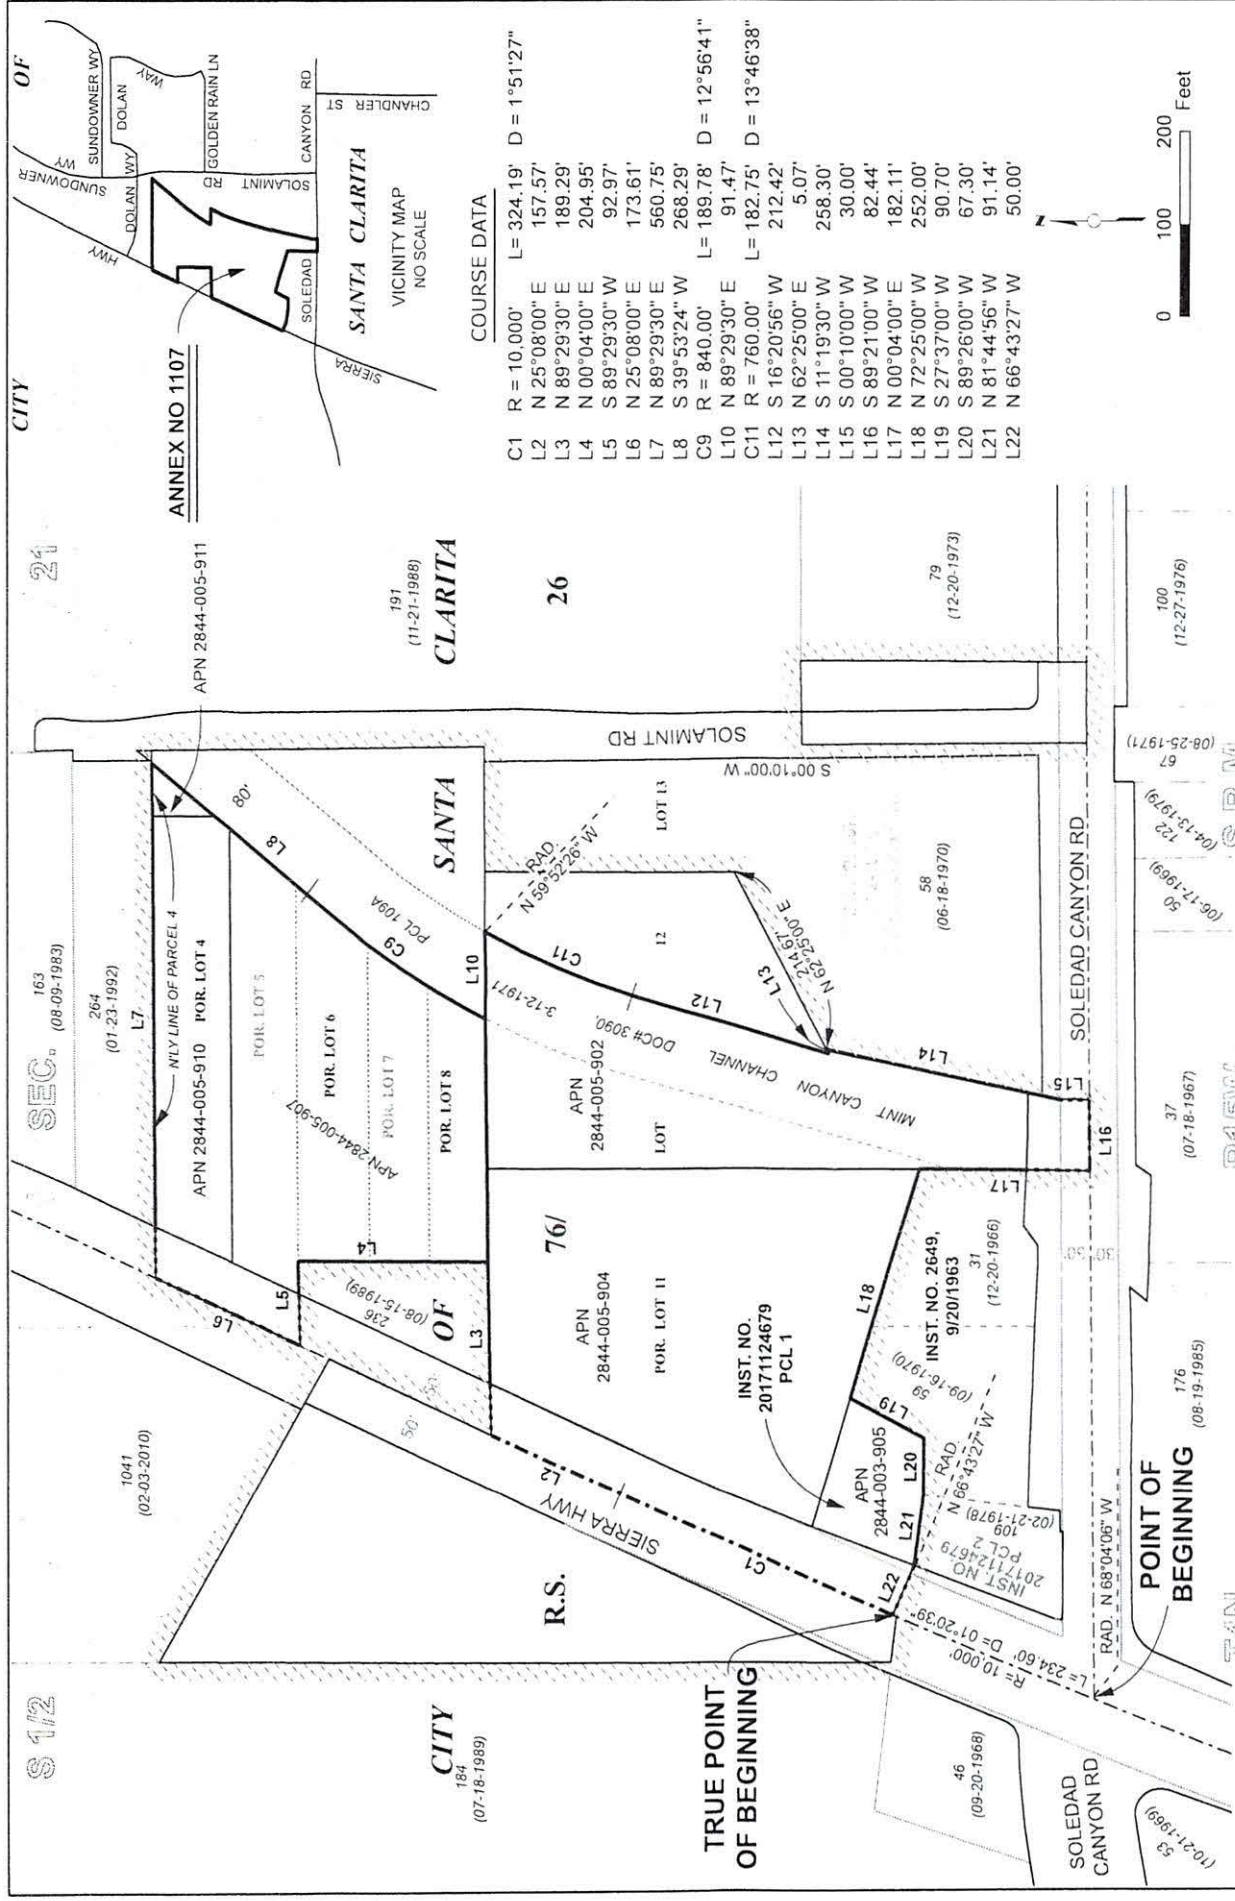 S 1/2
SEC.
21
CITY
OF
163
(08-09-1983)
264
(01-23-1992)
1041
(02-03-2010)
L7
N'LY LINE OF PARCEL 4
APN 2844-005-910 POR. LOT 4
APN 2844-005-911
POR. LOT 5
POR. LOT 6
POR. LOT 7
POR. LOT 8
APN 2844-005-907
L8
C9
80'
PCL 109A
L6
L5
L4
236
(08-15-1989)
OF
L3
L10
SANTA
CLARITA
191
(11-21-1988)
26
50'
50'
L2
SIERRA HWY
C1
R.S.
76/
APN
2844-005-904
POR. LOT 11
APN
2844-005-902
LOT
12
LOT 13
DOC# 3090,
3-12-1971
MINT CANYON CHANNEL
C11
RAD.
N 59°52'26" W
L12
L13
214.67'
N 62°25'00" E
S 00°10'00" W
SOLAMINT RD
58
(06-18-1970)
79
(12-20-1973)
L14
L15
L16
L17
L18
L19
L20
L21
L22
INST. NO.
20171124679
PCL 1
APN
2844-003-905
59
(09-16-1970)
INST. NO. 2649,
9/20/1963
31
(12-20-1966)
RAD.
N 66°43'27" W
INST. NO
20171124679
PCL 2
109
(02-21-1978)
30'
30'
SOLEDAD CANYON RD
CITY
184
(07-18-1989)
TRUE POINT
OF BEGINNING
R= 10,000'
L= 234.60' D= 01°20'39"
RAD. N 68°04'06" W
POINT OF
BEGINNING
46
(09-20-1968)
SOLEDAD
CANYON RD
53
(10-21-1969)
176
(08-19-1985)
37
(07-18-1967)
50
(06-17-1969)
122
(04-13-1979)
67
(08-25-1971)
100
(12-27-1976)
ANNEX NO 1107
SUNDOWNER WY
SUNDOWNER WY
DOLAN WY
DOLAN
WAY
GOLDEN RAIN LN
SOLAMINT RD
HWY
SIERRA
SOLEDAD
CANYON RD
CHANDLER ST
SANTA CLARITA
VICINITY MAP
NO SCALE
COURSE DATA
C1 R = 10,000' L= 324.19' D = 1°51'27"
L2 N 25°08'00" E 157.57'
L3 N 89°29'30" E 189.29'
L4 N 00°04'00" E 204.95'
L5 S 89°29'30" W 92.97'
L6 N 25°08'00" E 173.61'
L7 N 89°29'30" E 560.75'
L8 S 39°53'24" W 268.29'
C9 R = 840.00' L= 189.78' D = 12°56'41"
L10 N 89°29'30" E 91.47'
C11 R = 760.00' L= 182.75' D = 13°46'38"
L12 S 16°20'56" W 212.42'
L13 N 62°25'00" E 5.07'
L14 S 11°19'30" W 258.30'
L15 S 00°10'00" W 30.00'
L16 S 89°21'00" W 82.44'
L17 N 00°04'00" E 182.11'
L18 N 72°25'00" W 252.00'
L19 S 27°37'00" W 90.70'
L20 S 89°26'00" W 67.30'
L21 N 81°44'56" W 91.14'
L22 N 66°43'27" W 50.00'
N
0 100 200
Feet